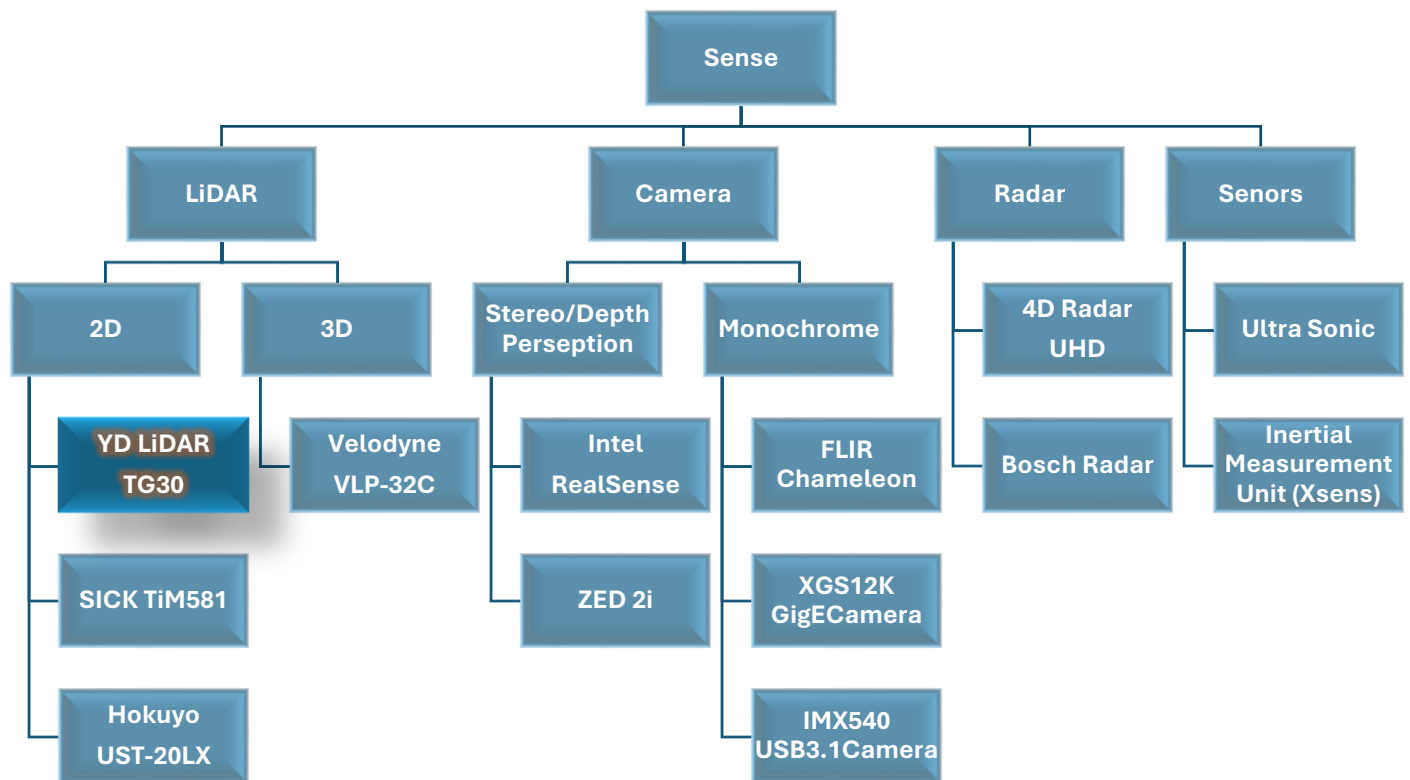 Sense
LiDAR
Camera
Radar
Senors
2D
3D
Stereo/Depth
Perseption
Monochrome
4D Radar
UHD
Ultra Sonic
YD LiDAR
TG30
Velodyne
VLP-32C
Intel
RealSense
FLIR
Chameleon
Bosch Radar
Inertial
Measurement
Unit (Xsens)
SICK TiM581
ZED 2i
XGS12K
GigECamera
Hokuyo
UST-20LX
IMX540
USB3.1Camera